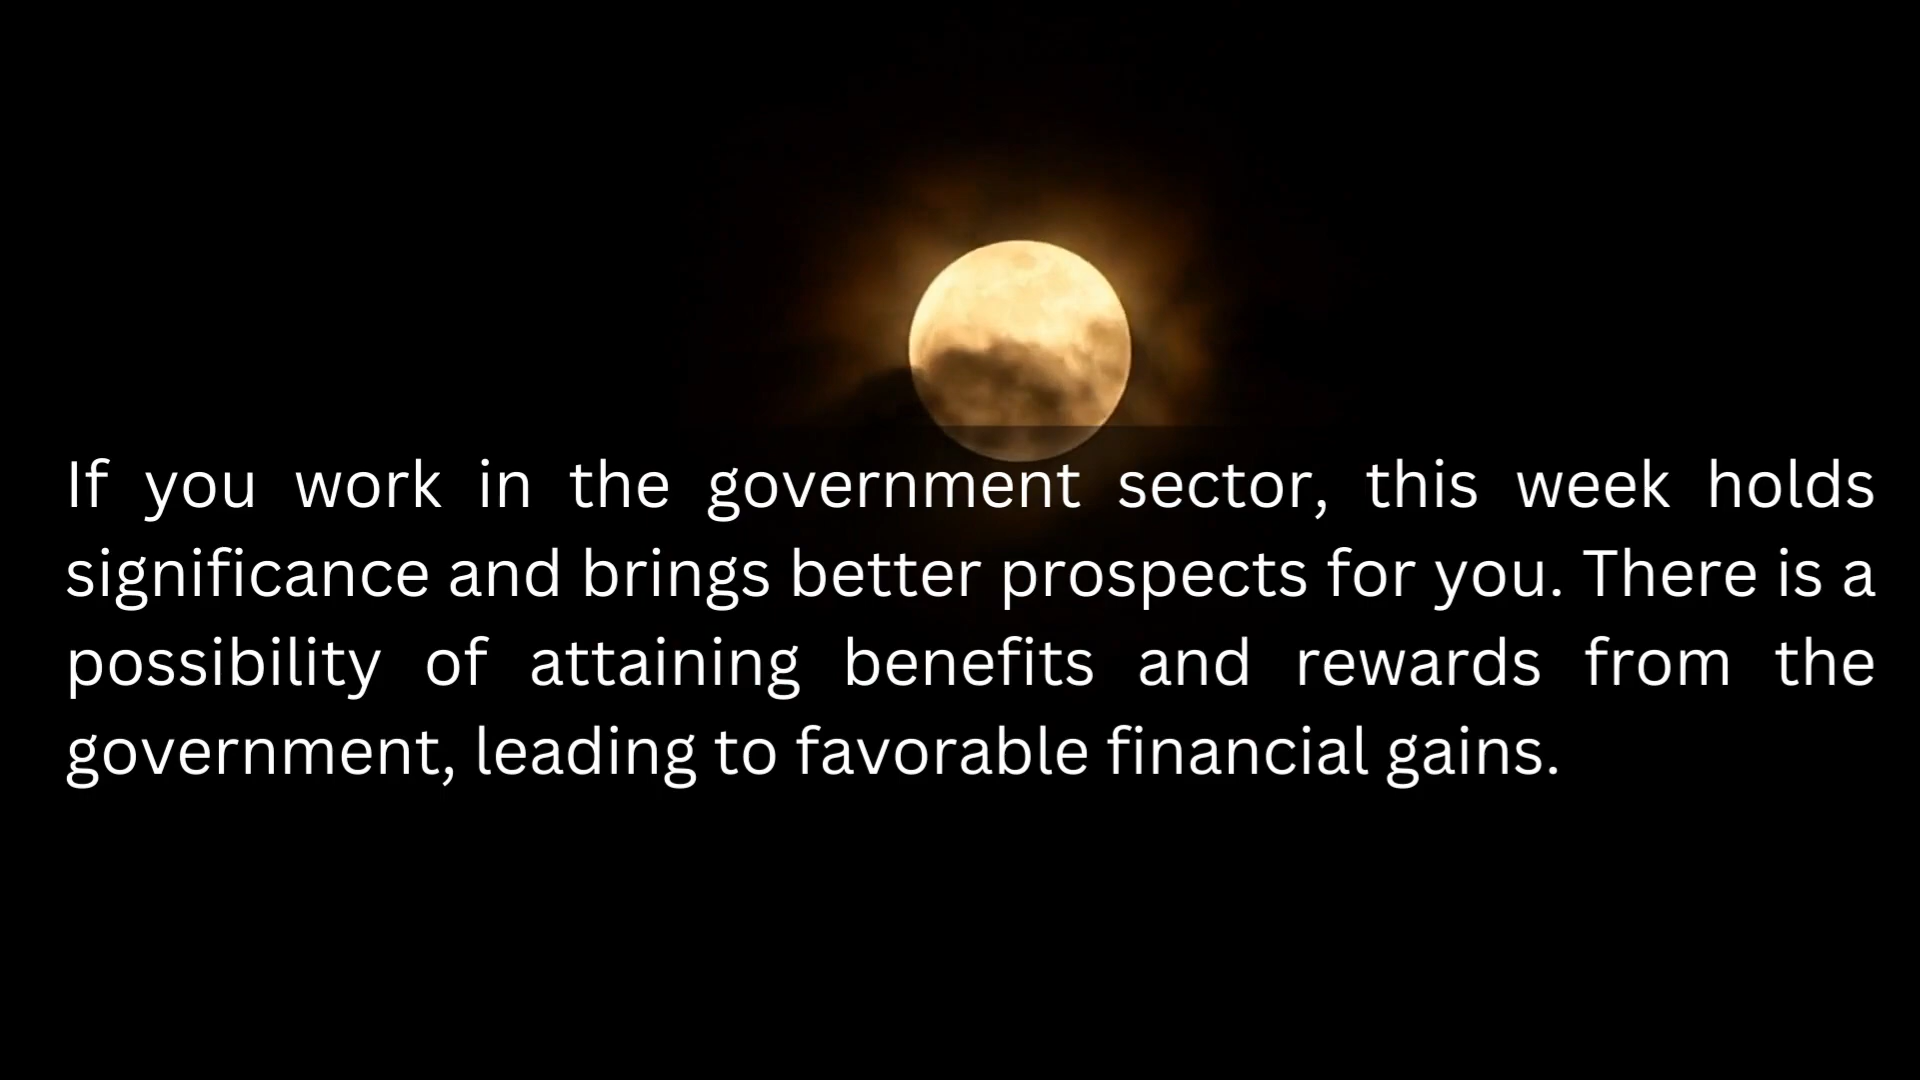 If you work in the government sector, this week holds
significance and brings better prospects for you. There is a
possibility of attaining benefits and rewards from the
government, leading to favorable financial gains.